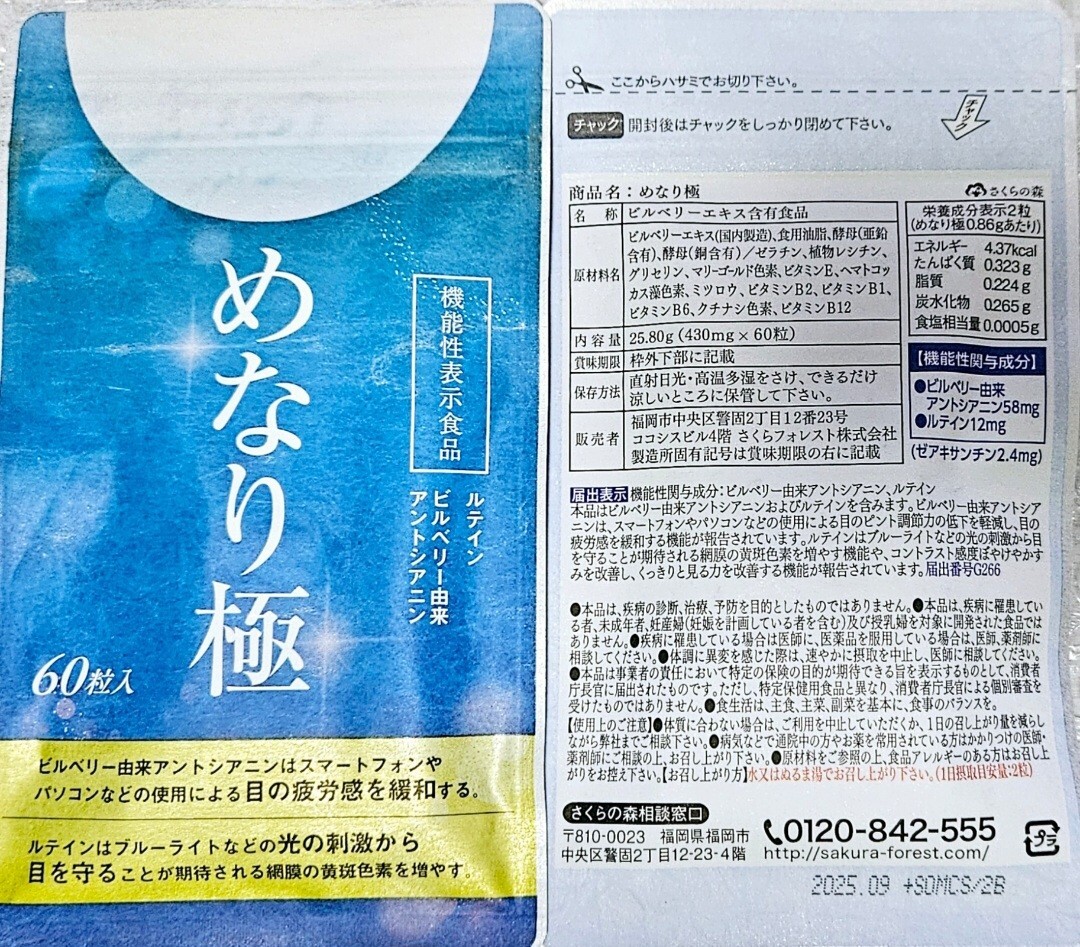 めなり極
機能性表示食品
ルテイン
ビルベリー由来
アントシアニン
60粒入
ビルベリー由来アントシアニンはスマートフォンや
パソコンなどの使用による目の疲労感を緩和する。
ルテインはブルーライトなどの光の刺激から
目を守ることが期待される網膜の黄斑色素を増やす。
ここからハサミでお切り下さい。
チャック 開封後はチャックをしっかり閉めて下さい。
チャック
商品名：めなり極
さくらの森
名 称 ビルベリーエキス含有食品
原材料名 ビルベリーエキス(国内製造)、食用油脂、酵母(亜鉛
含有)、酵母(銅含有)／ゼラチン、植物レシチン、
グリセリン、マリーゴールド色素、ビタミンE、ヘマトコッ
カス藻色素、ミツロウ、ビタミンB2、ビタミンB1、
ビタミンB6、クチナシ色素、ビタミンB12
内容量 25.80g (430mg×60粒)
賞味期限 枠外下部に記載
保存方法 直射日光・高温多湿をさけ、できるだけ
涼しいところに保管して下さい。
販売者 福岡市中央区警固2丁目12番23号
ココシスビル4階 さくらフォレスト株式会社
製造所固有記号は賞味期限の右に記載
栄養成分表示2粒
(めなり極0.86gあたり)
エネルギー 4.37kcal
たんぱく質 0.323g
脂質 0.224g
炭水化物 0.265g
食塩相当量 0.0005g
【機能性関与成分】
●ビルベリー由来
アントシアニン58mg
●ルテイン12mg
(ゼアキサンチン2.4mg)
届出表示 機能性関与成分：ビルベリー由来アントシアニン、ルテイン
本品はビルベリー由来アントシアニンおよびルテインを含みます。ビルベリー由来アントシア
ニンは、スマートフォンやパソコンなどの使用による目のピント調節力の低下を軽減し、目の
疲労感を緩和する機能が報告されています。ルテインはブルーライトなどの光の刺激から目
を守ることが期待される網膜の黄斑色素を増やす機能や、コントラスト感度(ぼやけやかす
みを改善し、くっきりと見る力)を改善する機能が報告されています。届出番号G266
●本品は、疾病の診断、治療、予防を目的としたものではありません。●本品は、疾病に罹患してい
る者、未成年者、妊産婦(妊娠を計画している者を含む)及び授乳婦を対象に開発された食品では
ありません。●疾病に罹患している場合は医師に、医薬品を服用している場合は、医師、薬剤師に
相談してください。●体調に異変を感じた際は、速やかに摂取を中止し、医師に相談してください。
●本品は事業者の責任において特定の保険の目的が期待できる旨を表示するものとして、消費者
庁長官に届出されたものです。ただし、特定保健用食品と異なり、消費者庁長官による個別審査を
受けたものではありません。●食生活は、主食、主菜、副菜を基本に、食事のバランスを。
【使用上のご注意】●体質に合わない場合は、ご利用を中止していただくか、1日の召し上がり量を減らし
ながら弊社までご相談下さい。●病気などで通院中の方やお薬を常用されている方はかかりつけの医師・
薬剤師にご相談の上、お召し上がり下さい。●原材料をご参照の上、食品アレルギーのある方はお召し上
がりをお控え下さい。【お召し上がり方】水又はぬるま湯でお召し上がり下さい。(1日摂取目安量:2粒)
さくらの森相談窓口
〒810-0023 福岡県福岡市
中央区警固2丁目12-23-4階
0120-842-555
http://sakura-forest.com/
プラ
2025.09 +SOMCS/2B